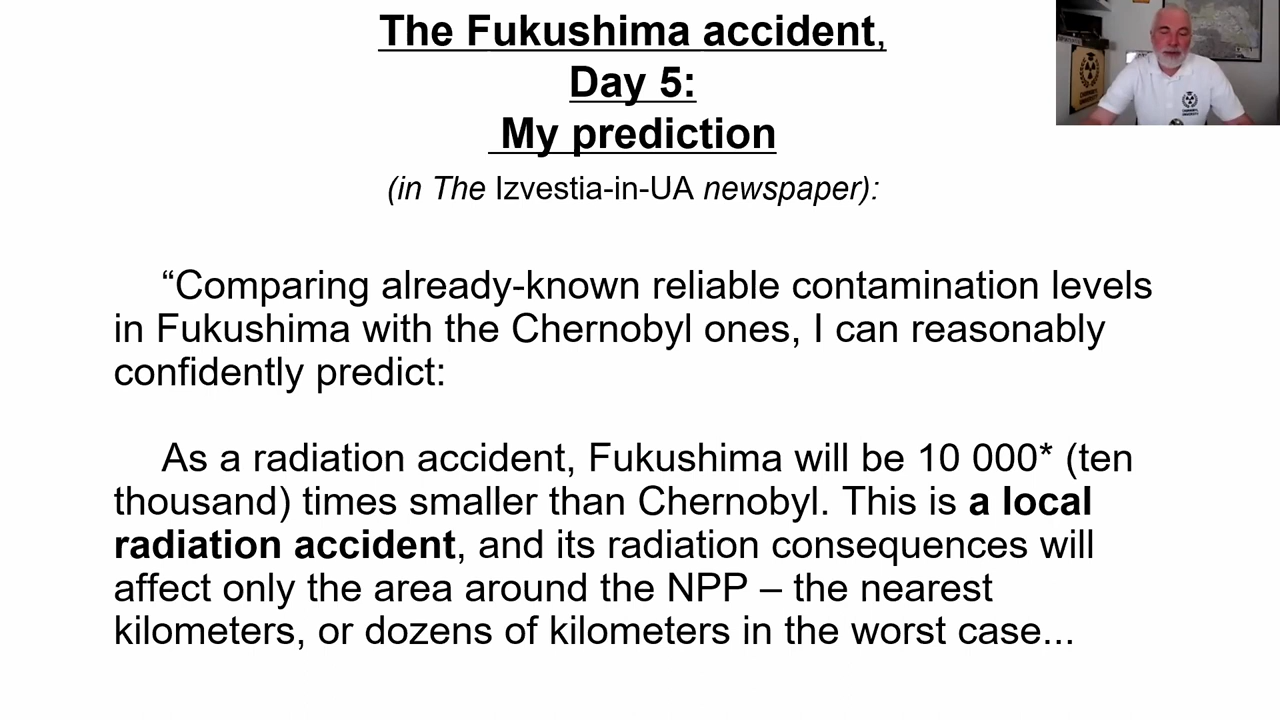 The Fukushima accident,
Day 5:
My prediction
(in The Izvestia-in-UA newspaper):
“Comparing already-known reliable contamination levels
in Fukushima with the Chernobyl ones, I can reasonably
confidently predict:
As a radiation accident, Fukushima will be 10 000* (ten
thousand) times smaller than Chernobyl. This is a local
radiation accident, and its radiation consequences will
affect only the area around the NPP – the nearest
kilometers, or dozens of kilometers in the worst case...